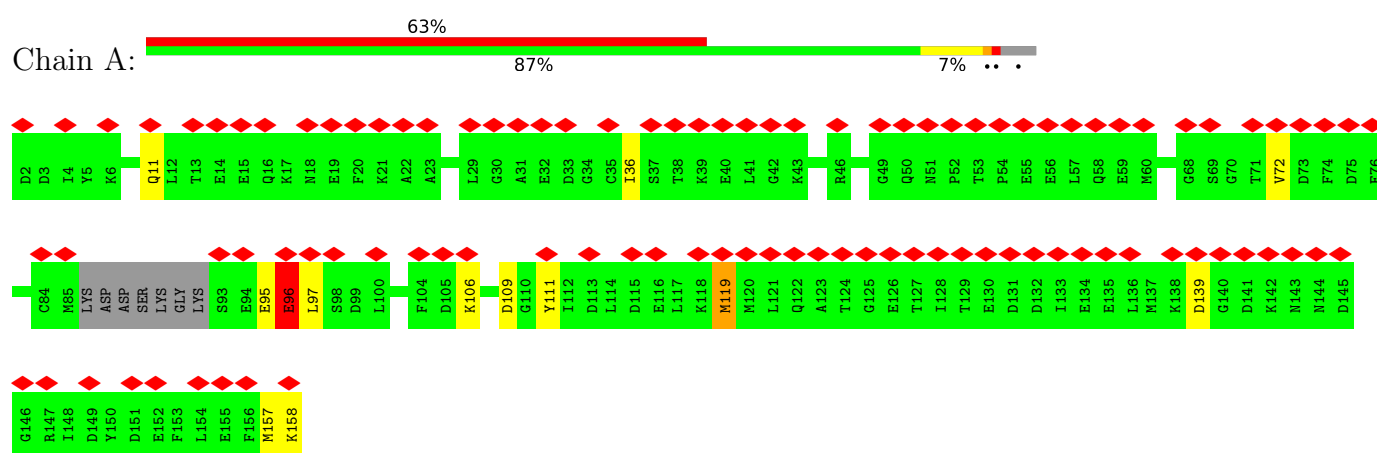 63%
Chain A:
87% 7% •• •
D2 D3 I4 Y5 K6 Q11 L12 T13 E14 E15 Q16 K17 N18 E19 F20 K21 A22 A23 L29 G30 A31 E32 D33 G34 C35 I36 S37 T38 K39 E40 L41 G42 K43 R46 G49 Q50 N51 P52 T53 P54 E55 E56 L57 Q58 E59 M60 G68 S69 G70 T71 V72 D73 F74 D75 E76
C84 M85 LYS ASP ASP SER LYS GLY LYS S93 E94 E95 E96 L97 S98 D99 L100 F104 D105 K106 D109 G110 Y111 I112 D113 L114 D115 E116 L117 K118 M119 M120 L121 Q122 A123 T124 G125 E126 T127 I128 T129 E130 D131 D132 I133 E134 E135 L136 M137 K138 D139 G140 D141 K142 N143 N144 D145
G146 R147 I148 D149 Y150 D151 E152 F153 L154 E155 F156 M157 K158